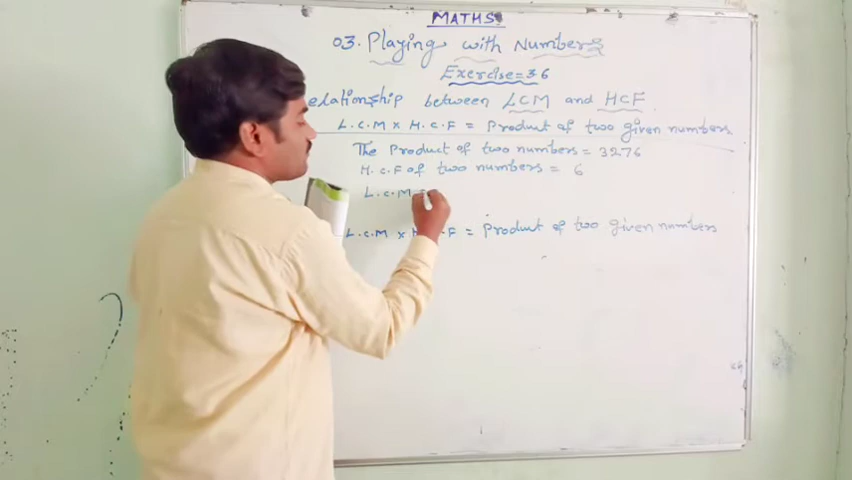 MATHS
03. Playing with Numbers
Exercise=36
elationship between LCM and HCF
L.C.M x H.C.F = Product of two given numbers
The Product of two numbers = 3276
H.C.F of two numbers = 6
L.C.M =
L.C.M x H.C.F = Product of two given numbers